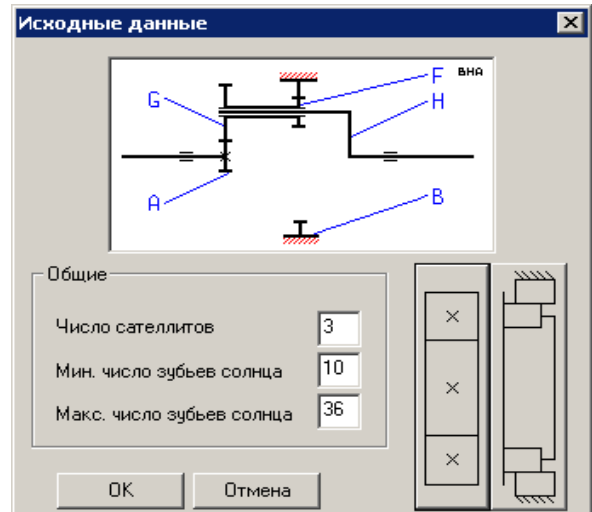 Исходные данные
F
ВНА
G
H
A
B
Общие
Число сателлитов
3
Мин. число зубьев солнца
10
Макс. число зубьев солнца
36
OK
Отмена